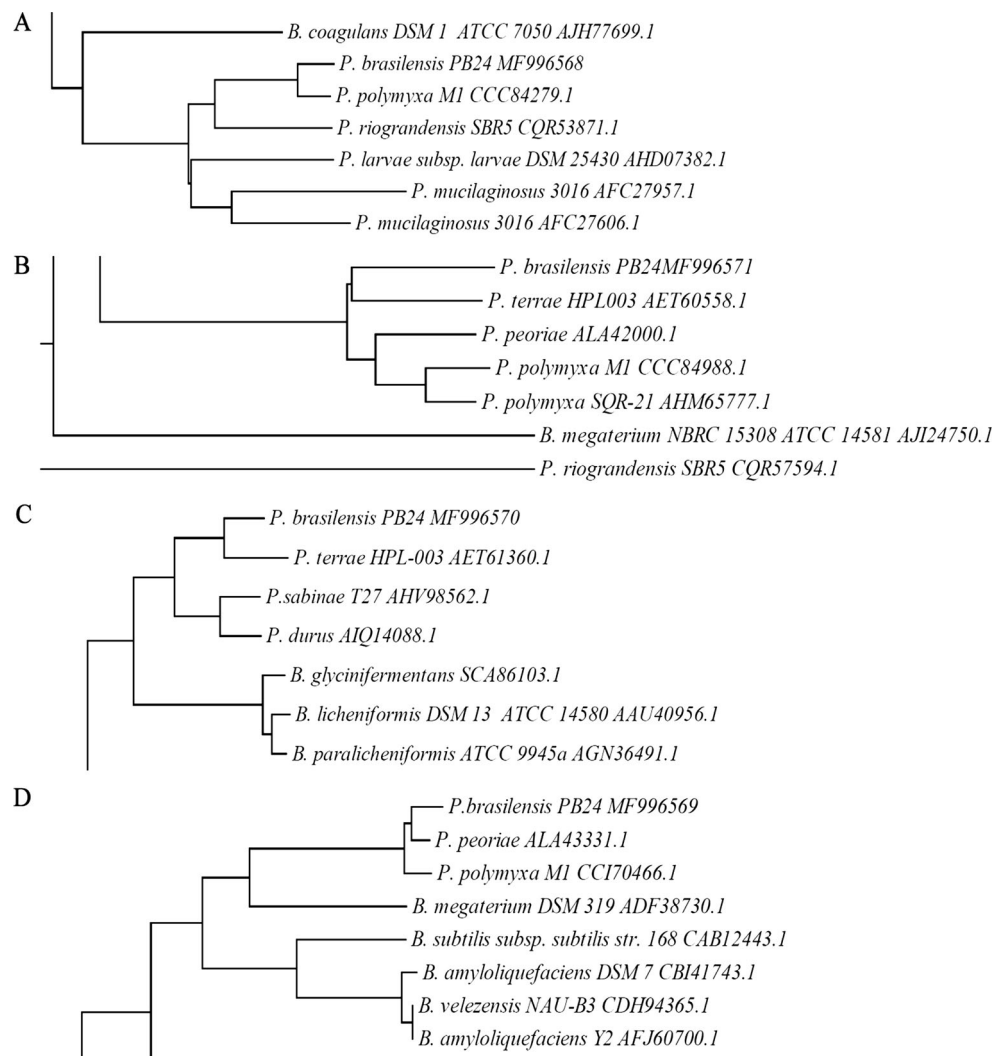 A
B. coagulans DSM 1 ATCC 7050 AJH77699.1
P. brasilensis PB24 MF996568
P. polymyxa M1 CCC84279.1
P. riograndensis SBR5 CQR53871.1
P. larvae subsp. larvae DSM 25430 AHD07382.1
P. mucilaginosus 3016 AFC27957.1
P. mucilaginosus 3016 AFC27606.1
B
P. brasilensis PB24MF996571
P. terrae HPL003 AET60558.1
P. peoriae ALA42000.1
P. polymyxa M1 CCC84988.1
P. polymyxa SQR-21 AHM65777.1
B. megaterium NBRC 15308 ATCC 14581 AJI24750.1
P. riograndensis SBR5 CQR57594.1
C
P. brasilensis PB24 MF996570
P. terrae HPL-003 AET61360.1
P.sabinae T27 AHV98562.1
P. durus AIQ14088.1
B. glycinifermentans SCA86103.1
B. licheniformis DSM 13 ATCC 14580 AAU40956.1
B. paralicheniformis ATCC 9945a AGN36491.1
D
P.brasilensis PB24 MF996569
P. peoriae ALA43331.1
P. polymyxa M1 CCI70466.1
B. megaterium DSM 319 ADF38730.1
B. subtilis subsp. subtilis str. 168 CAB12443.1
B. amyloliquefaciens DSM 7 CBI41743.1
B. velezensis NAU-B3 CDH94365.1
B. amyloliquefaciens Y2 AFJ60700.1